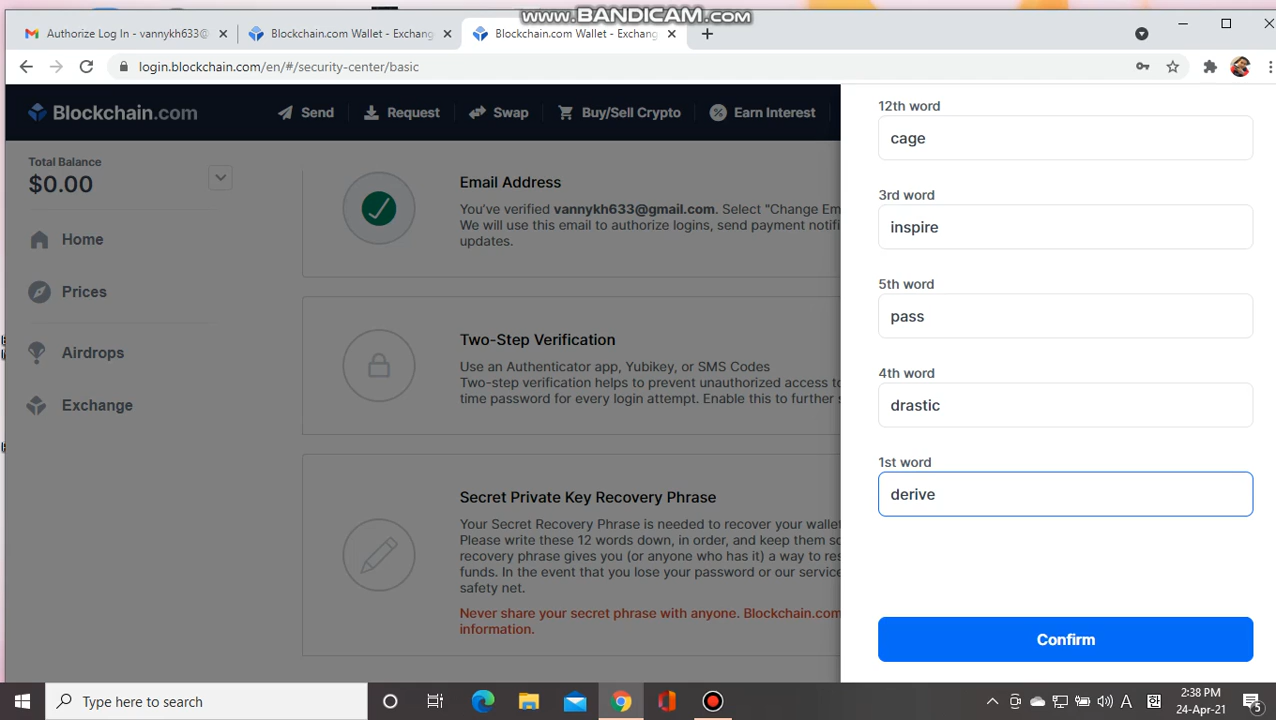 www.BANDICAM.com
Authorize Log In - vannykh633@
Blockchain.com Wallet - Exchang
Blockchain.com Wallet - Exchang
login.blockchain.com/en/#/security-center/basic
Blockchain.com
Send
Request
Swap
Buy/Sell Crypto
Earn Interest
Total Balance
$0.00
Home
Prices
Airdrops
Exchange
Email Address
You've verified vannykh633@gmail.com. Select "Change Em
We will use this email to authorize logins, send payment notifi
updates.
Two-Step Verification
Use an Authenticator app, Yubikey, or SMS Codes
Two-step verification helps to prevent unauthorized access to
time password for every login attempt. Enable this to further s
Secret Private Key Recovery Phrase
Your Secret Recovery Phrase is needed to recover your wallet
Please write these 12 words down, in order, and keep them so
recovery phrase gives you (or anyone who has it) a way to res
funds. In the event that you lose your password or our service
safety net.
Never share your secret phrase with anyone. Blockchain.com
information.
12th word
cage
3rd word
inspire
5th word
pass
4th word
drastic
1st word
derive
Confirm
Type here to search
A
2:38 PM
24-Apr-21
5